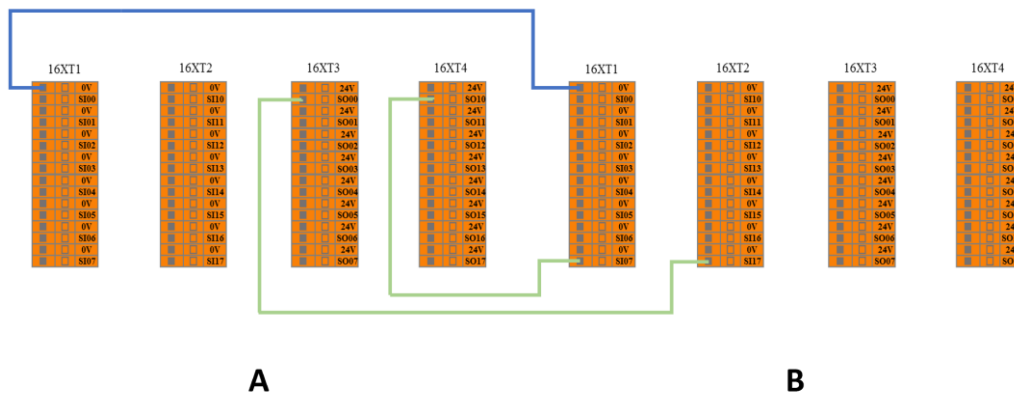 16XT1
0V
SI00
0V
SI01
0V
SI02
0V
SI03
0V
SI04
0V
SI05
0V
SI06
0V
SI07
16XT2
0V
SI10
0V
SI11
0V
SI12
0V
SI13
0V
SI14
0V
SI15
0V
SI16
0V
SI17
16XT3
24V
SO00
24V
SO01
24V
SO02
24V
SO03
24V
SO04
24V
SO05
24V
SO06
24V
SO07
16XT4
24V
SO10
24V
SO11
24V
SO12
24V
SO13
24V
SO14
24V
SO15
24V
SO16
24V
SO17
16XT1
0V
SI00
0V
SI01
0V
SI02
0V
SI03
0V
SI04
0V
SI05
0V
SI06
0V
SI07
16XT2
0V
SI10
0V
SI11
0V
SI12
0V
SI13
0V
SI14
0V
SI15
0V
SI16
0V
SI17
16XT3
24V
SO00
24V
SO01
24V
SO02
24V
SO03
24V
SO04
24V
SO05
24V
SO06
24V
SO07
16XT4
A
B